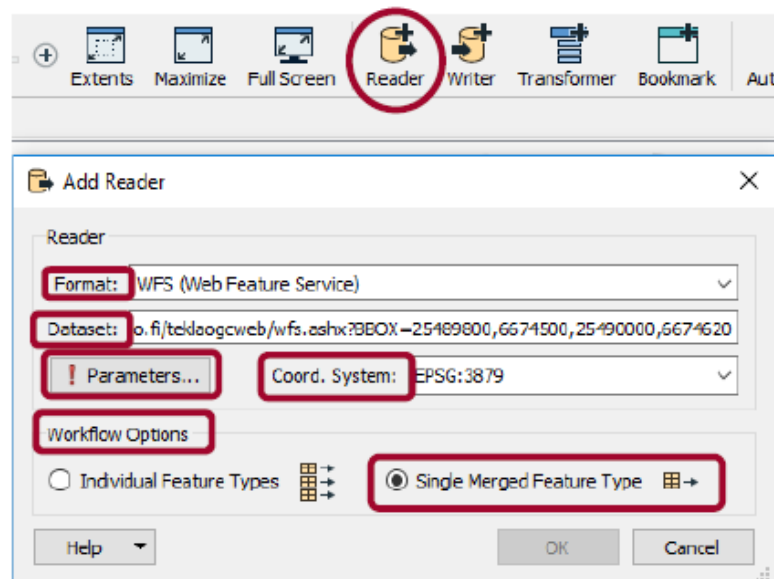 Extents Maximize Full Screen Reader Writer Transformer Bookmark Aut
Add Reader
Reader
Format: WFS (Web Feature Service)
Dataset: o.fi/teklaogcweb/wfs.ashx?BBOX=25489800,6674500,25490000,6674620
! Parameters... Coord. System: EPSG:3879
Workflow Options
Individual Feature Types Single Merged Feature Type
Help OK Cancel